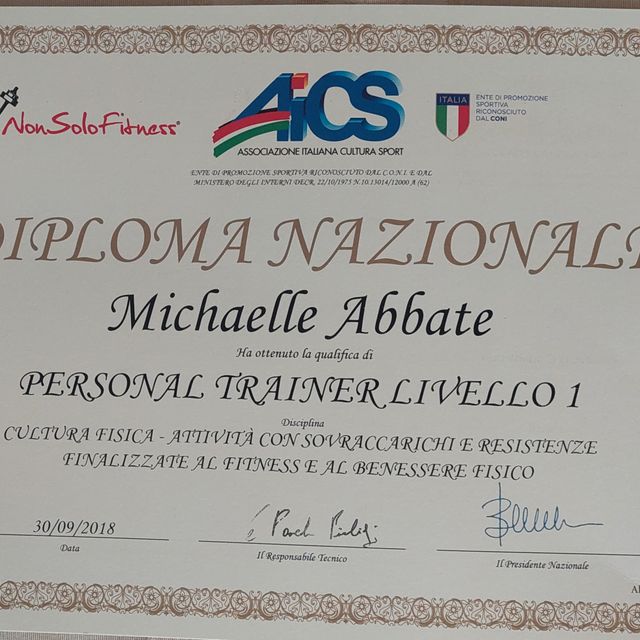 NonSoloFitness
AiCS
ASSOCIAZIONE ITALIANA CULTURA SPORT
ITALIA
ENTE DI PROMOZIONE
SPORTIVA
RICONOSCIUTO
DAL CONI
ENTE DI PROMOZIONE SPORTIVA RICONOSCIUTO DAL C.O.N.I. E DAL
MINISTERO DEGLI INTERNI DECR. 22/10/1975 N.10.13014/12000 A (62)
DIPLOMA NAZIONALE
Michaelle Abbate
Ha ottenuto la qualifica di
PERSONAL TRAINER LIVELLO 1
Disciplina
CULTURA FISICA - ATTIVITÀ CON SOVRACCARICHI E RESISTENZE
FINALIZZATE AL FITNESS E AL BENESSERE FISICO
30/09/2018
Data
Il Responsabile Tecnico
Il Presidente Nazionale